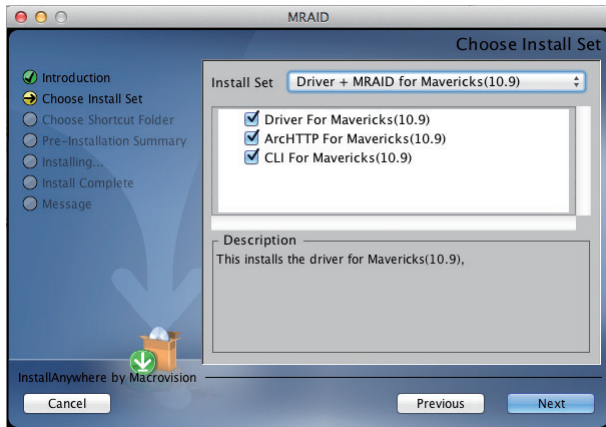 MRAID
Choose Install Set
Introduction
Choose Install Set
Choose Shortcut Folder
Pre-Installation Summary
Installing...
Install Complete
Message
Install Set
Driver + MRAID for Mavericks(10.9)
Driver For Mavericks(10.9)
ArcHTTP For Mavericks(10.9)
CLI For Mavericks(10.9)
Description
This installs the driver for Mavericks(10.9),
InstallAnywhere by Macrovision
Cancel
Previous
Next